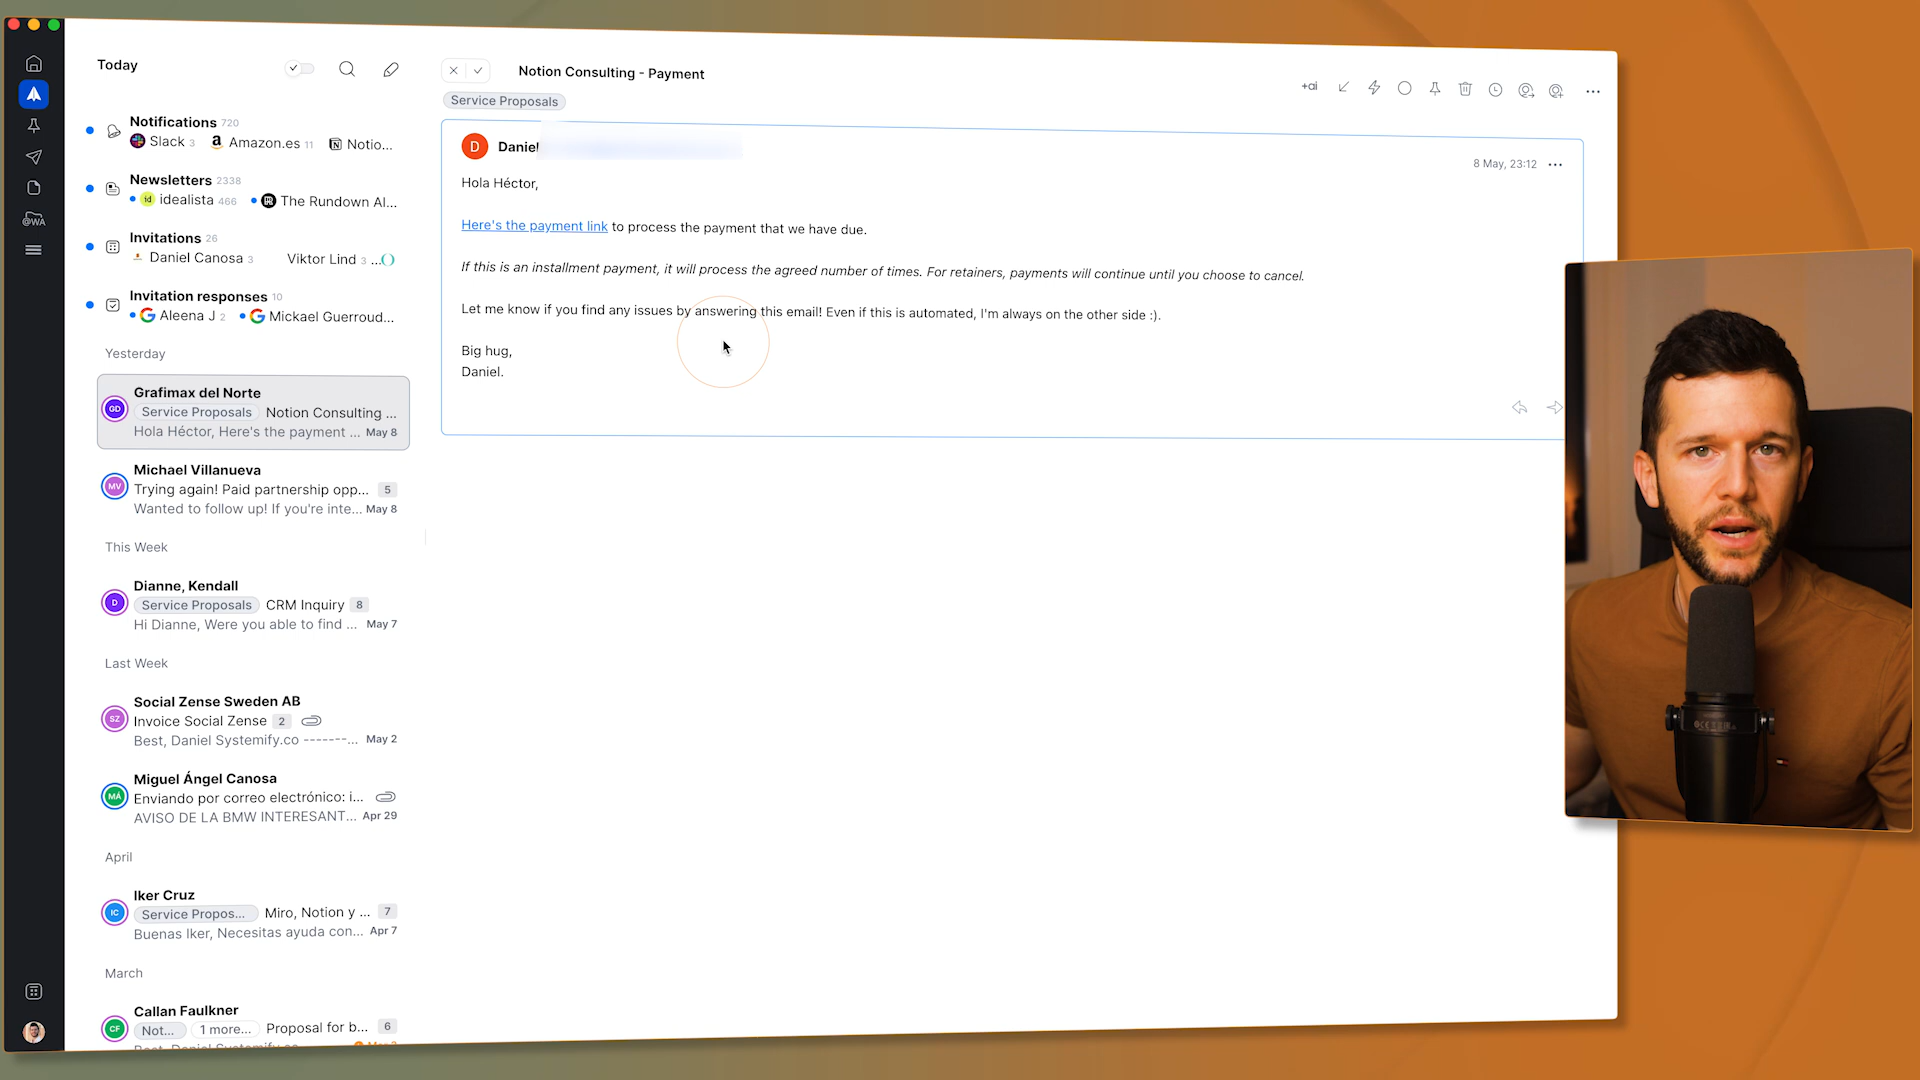 Today
Notifications 720
Slack 3 Amazon.es 11 Notio...
Newsletters 2338
idealista 466 The Rundown AI...
Invitations 26
Daniel Canosa 3 Viktor Lind 3 ...
Invitation responses 10
Aleena J 2 Mickael Guerroud...
Yesterday
GD Grafimax del Norte
Service Proposals Notion Consulting ...
Hola Héctor, Here's the payment ... May 8
MV Michael Villanueva
Trying again! Paid partnership opp... 5
Wanted to follow up! If you're inte... May 8
This Week
D Dianne, Kendall
Service Proposals CRM Inquiry 8
Hi Dianne, Were you able to find ... May 7
Last Week
SZ Social Zense Sweden AB
Invoice Social Zense 2
Best, Daniel Systemify.co -------... May 2
MÁ Miguel Ángel Canosa
Enviando por correo electrónico: i...
AVISO DE LA BMW INTERESANT... Apr 29
April
IC Iker Cruz
Service Propos... Miro, Notion y ... 7
Buenas Iker, Necesitas ayuda con... Apr 7
March
CF Callan Faulkner
Not... 1 more... Proposal for b... 6
@WA
Notion Consulting - Payment
+ai
Service Proposals
D Daniel
8 May, 23:12
Hola Héctor,
Here's the payment link to process the payment that we have due.
If this is an installment payment, it will process the agreed number of times. For retainers, payments will continue until you choose to cancel.
Let me know if you find any issues by answering this email! Even if this is automated, I'm always on the other side :).
Big hug,
Daniel.